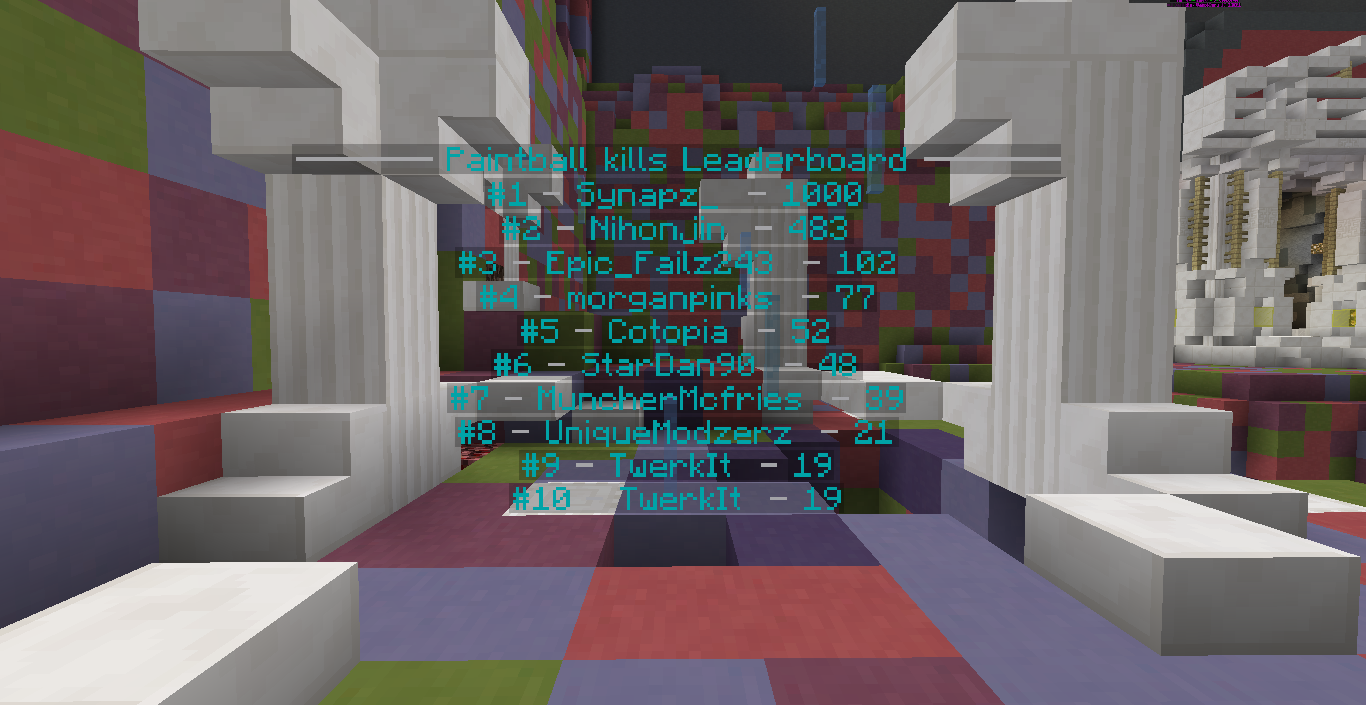 Paintball kills Leaderboard
#1 - Synapz_ - 1000
#2 - Nihonjin - 483
#3 - Epic_Failz243 - 102
#4 - morganpinks - 77
#5 - Cotopia - 52
#6 - StarDan90 - 48
#7 - MuncherMcfries - 39
#8 - UniqueModzerz - 21
#9 - TwerkIt - 19
#10 - TwerkIt - 19